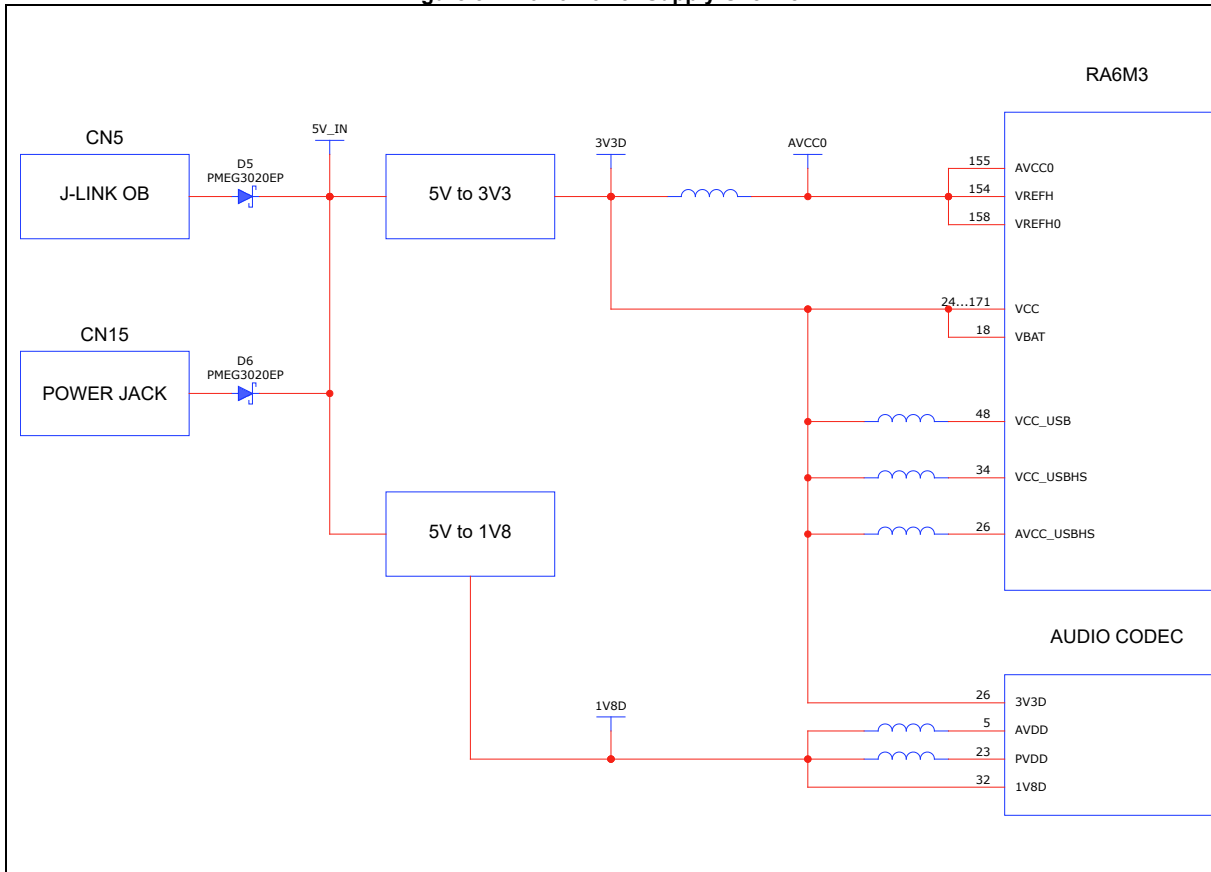 RA6M3
CN5
J-LINK OB
D5
PMEG3020EP
5V_IN
5V to 3V3
3V3D
AVCC0
155 AVCC0
154 VREFH
158 VREFH0
24...171 VCC
18 VBAT
CN15
POWER JACK
D6
PMEG3020EP
48 VCC_USB
34 VCC_USBHS
26 AVCC_USBHS
5V to 1V8
AUDIO CODEC
1V8D
26 3V3D
5 AVDD
23 PVDD
32 1V8D